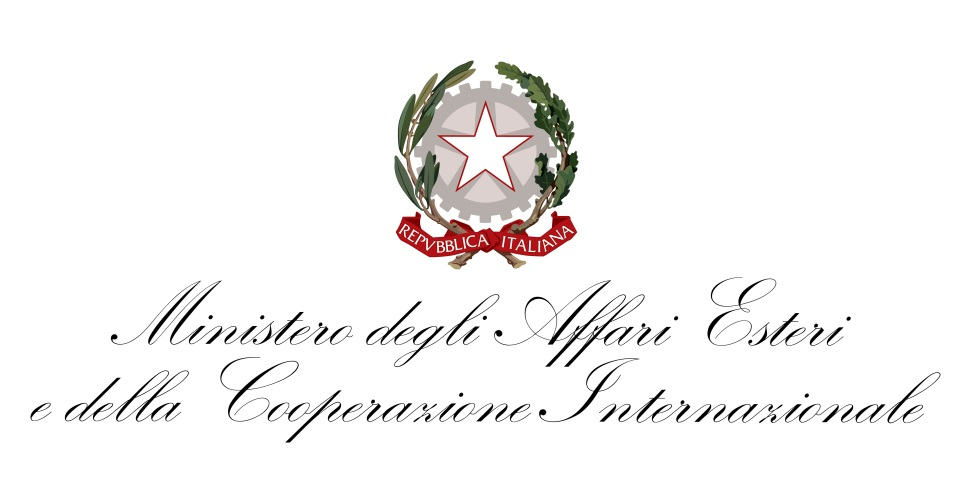 REPVBBLICA ITALIANA
Ministero degli Affari Esteri
e della Cooperazione Internazionale